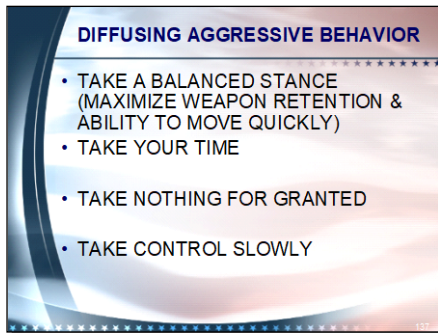 DIFFUSING AGGRESSIVE BEHAVIOR
• TAKE A BALANCED STANCE
(MAXIMIZE WEAPON RETENTION &
ABILITY TO MOVE QUICKLY)
• TAKE YOUR TIME
• TAKE NOTHING FOR GRANTED
• TAKE CONTROL SLOWLY